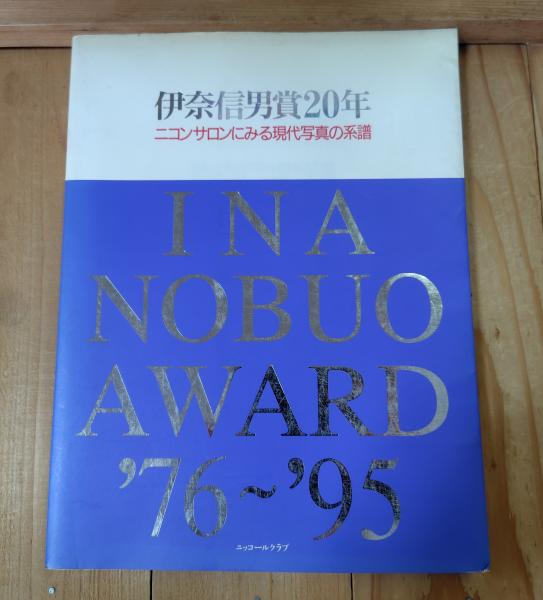 伊奈信男賞20年
ニコンサロンにみる現代写真の系譜
INA
NOBUO
AWARD
'76~'95
ニッコールクラブ